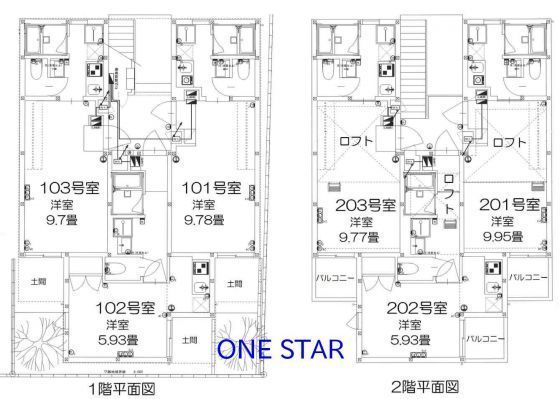 103号室
洋室
9.7畳
101号室
洋室
9.78畳
土間
102号室
洋室
5.93畳
土間
1階平面図
ロフト
ロフト
ロフト
203号室
洋室
9.77畳
201号室
洋室
9.95畳
バルコニー
バルコニー
202号室
洋室
5.93畳
バルコニー
2階平面図
ONE STAR